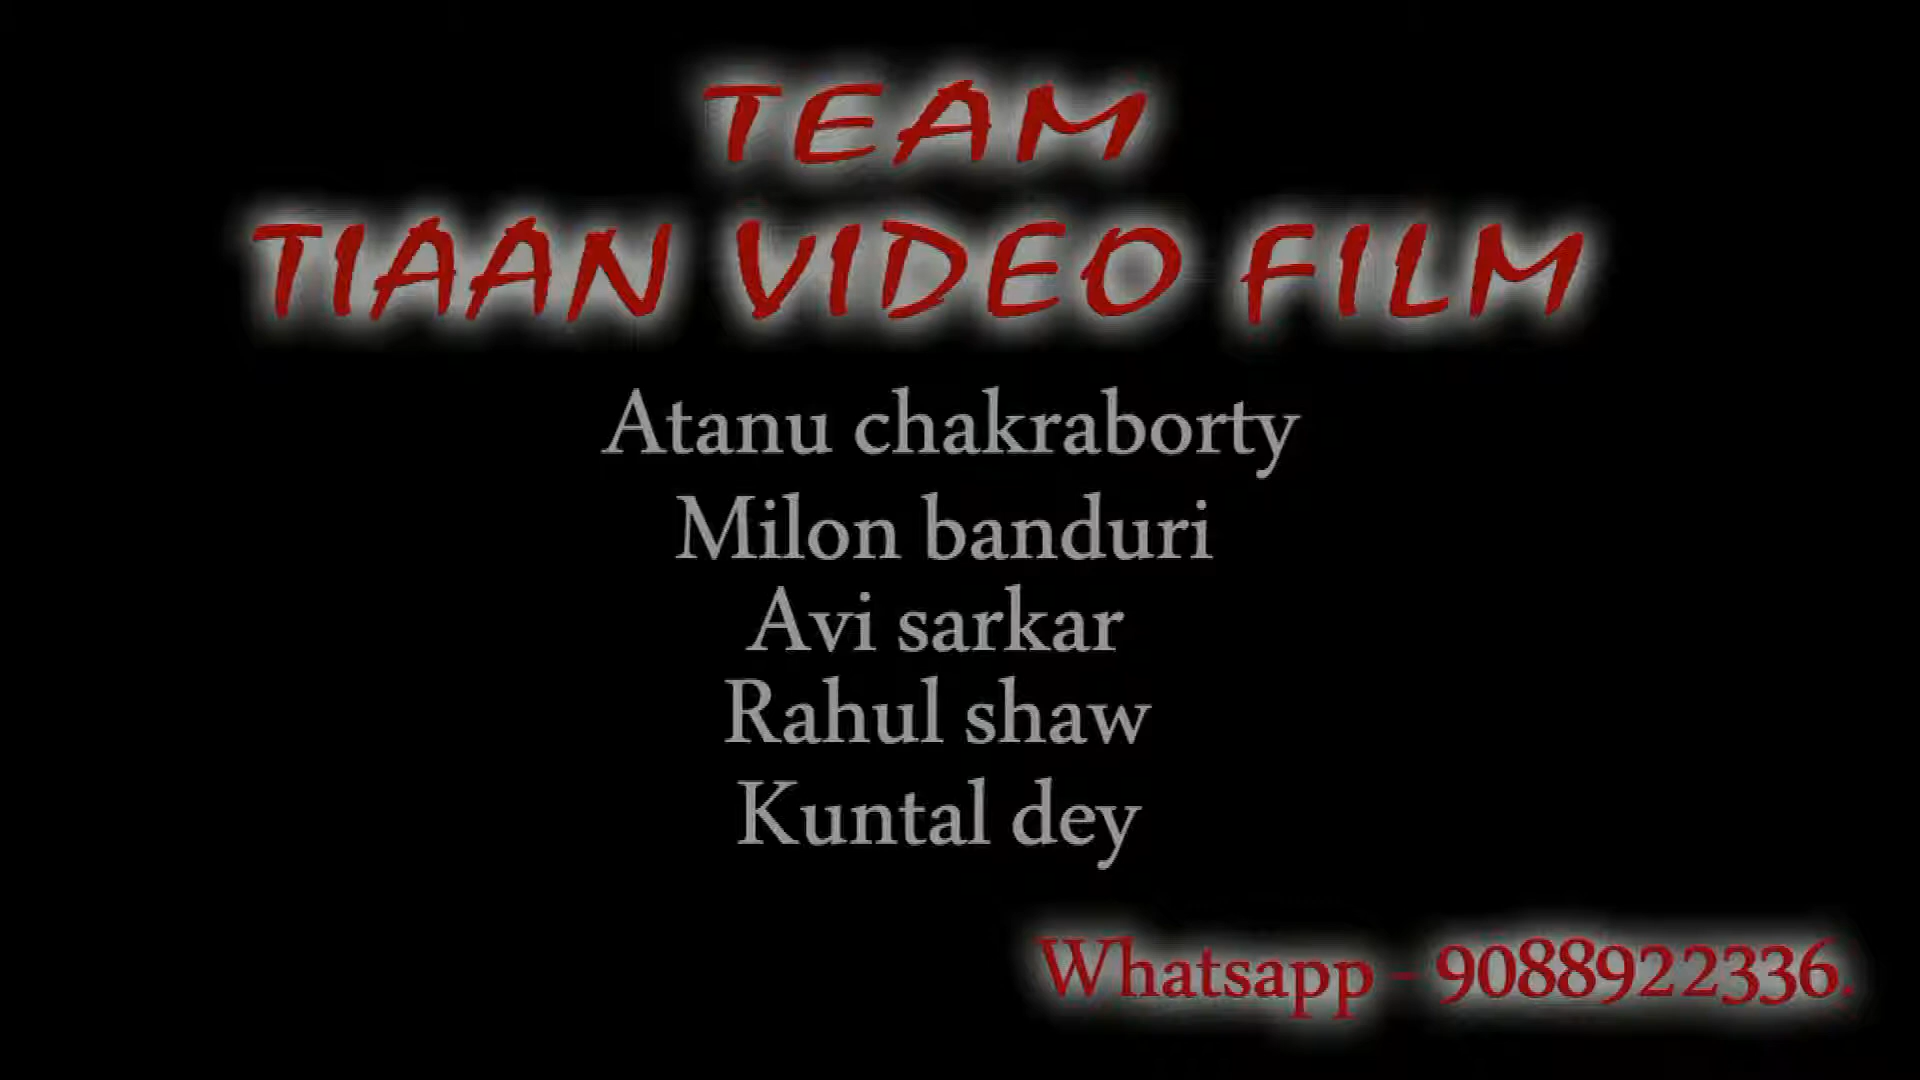 TEAM
TIAAN VIDEO FILM
Atanu chakraborty
Milon banduri
Avi sarkar
Rahul shaw
Kuntal dey
Whatsapp - 9088922336.